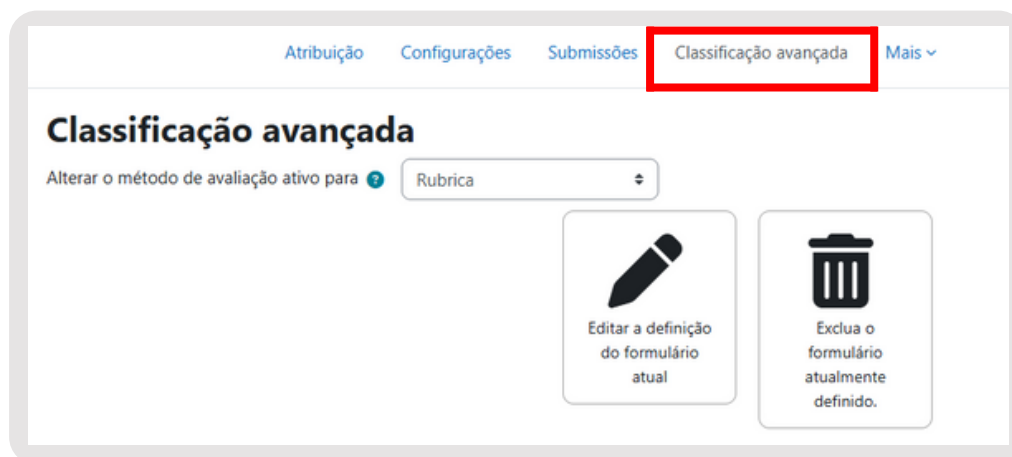 Atribuição Configurações Submissões Classificação avançada Mais
Classificação avançada
Alterar o método de avaliação ativo para ? Rubrica
Editar a definição
do formulário
atual
Exclua o
formulário
atualmente
definido.